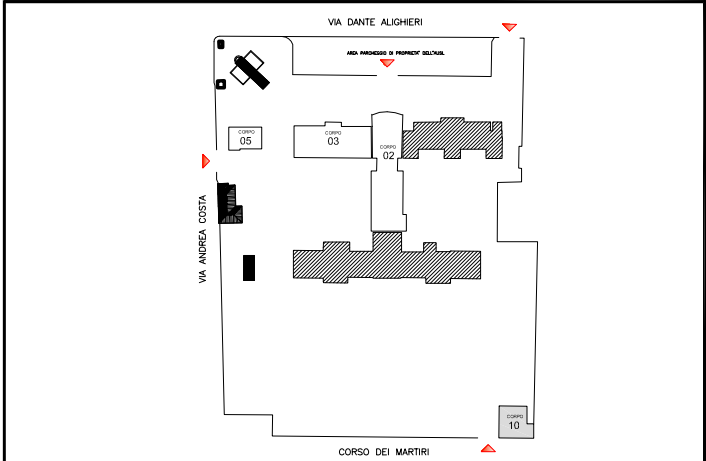 VIA DANTE ALIGHIERI
AREA PARCHEGGIO DI PROPRIETA' DELL'AUSL
CORPO
05
CORPO
03
CORPO
02
VIA ANDREA COSTA
CORPO
10
CORSO DEI MARTIRI